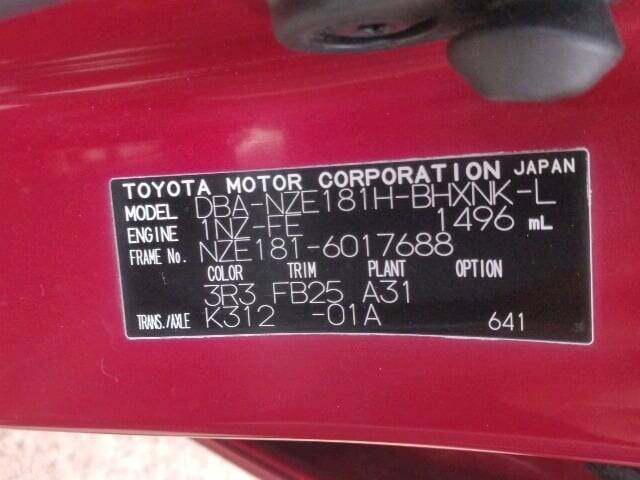 TOYOTA MOTOR CORPORATION JAPAN
MODEL DBA-NZE181H-BHXNK-L
ENGINE 1NZ-FE 1496 mL
FRAME No. NZE181-6017688
COLOR TRIM PLANT OPTION
3R3 FB25 A31
TRANS./AXLE K312 -01A 641